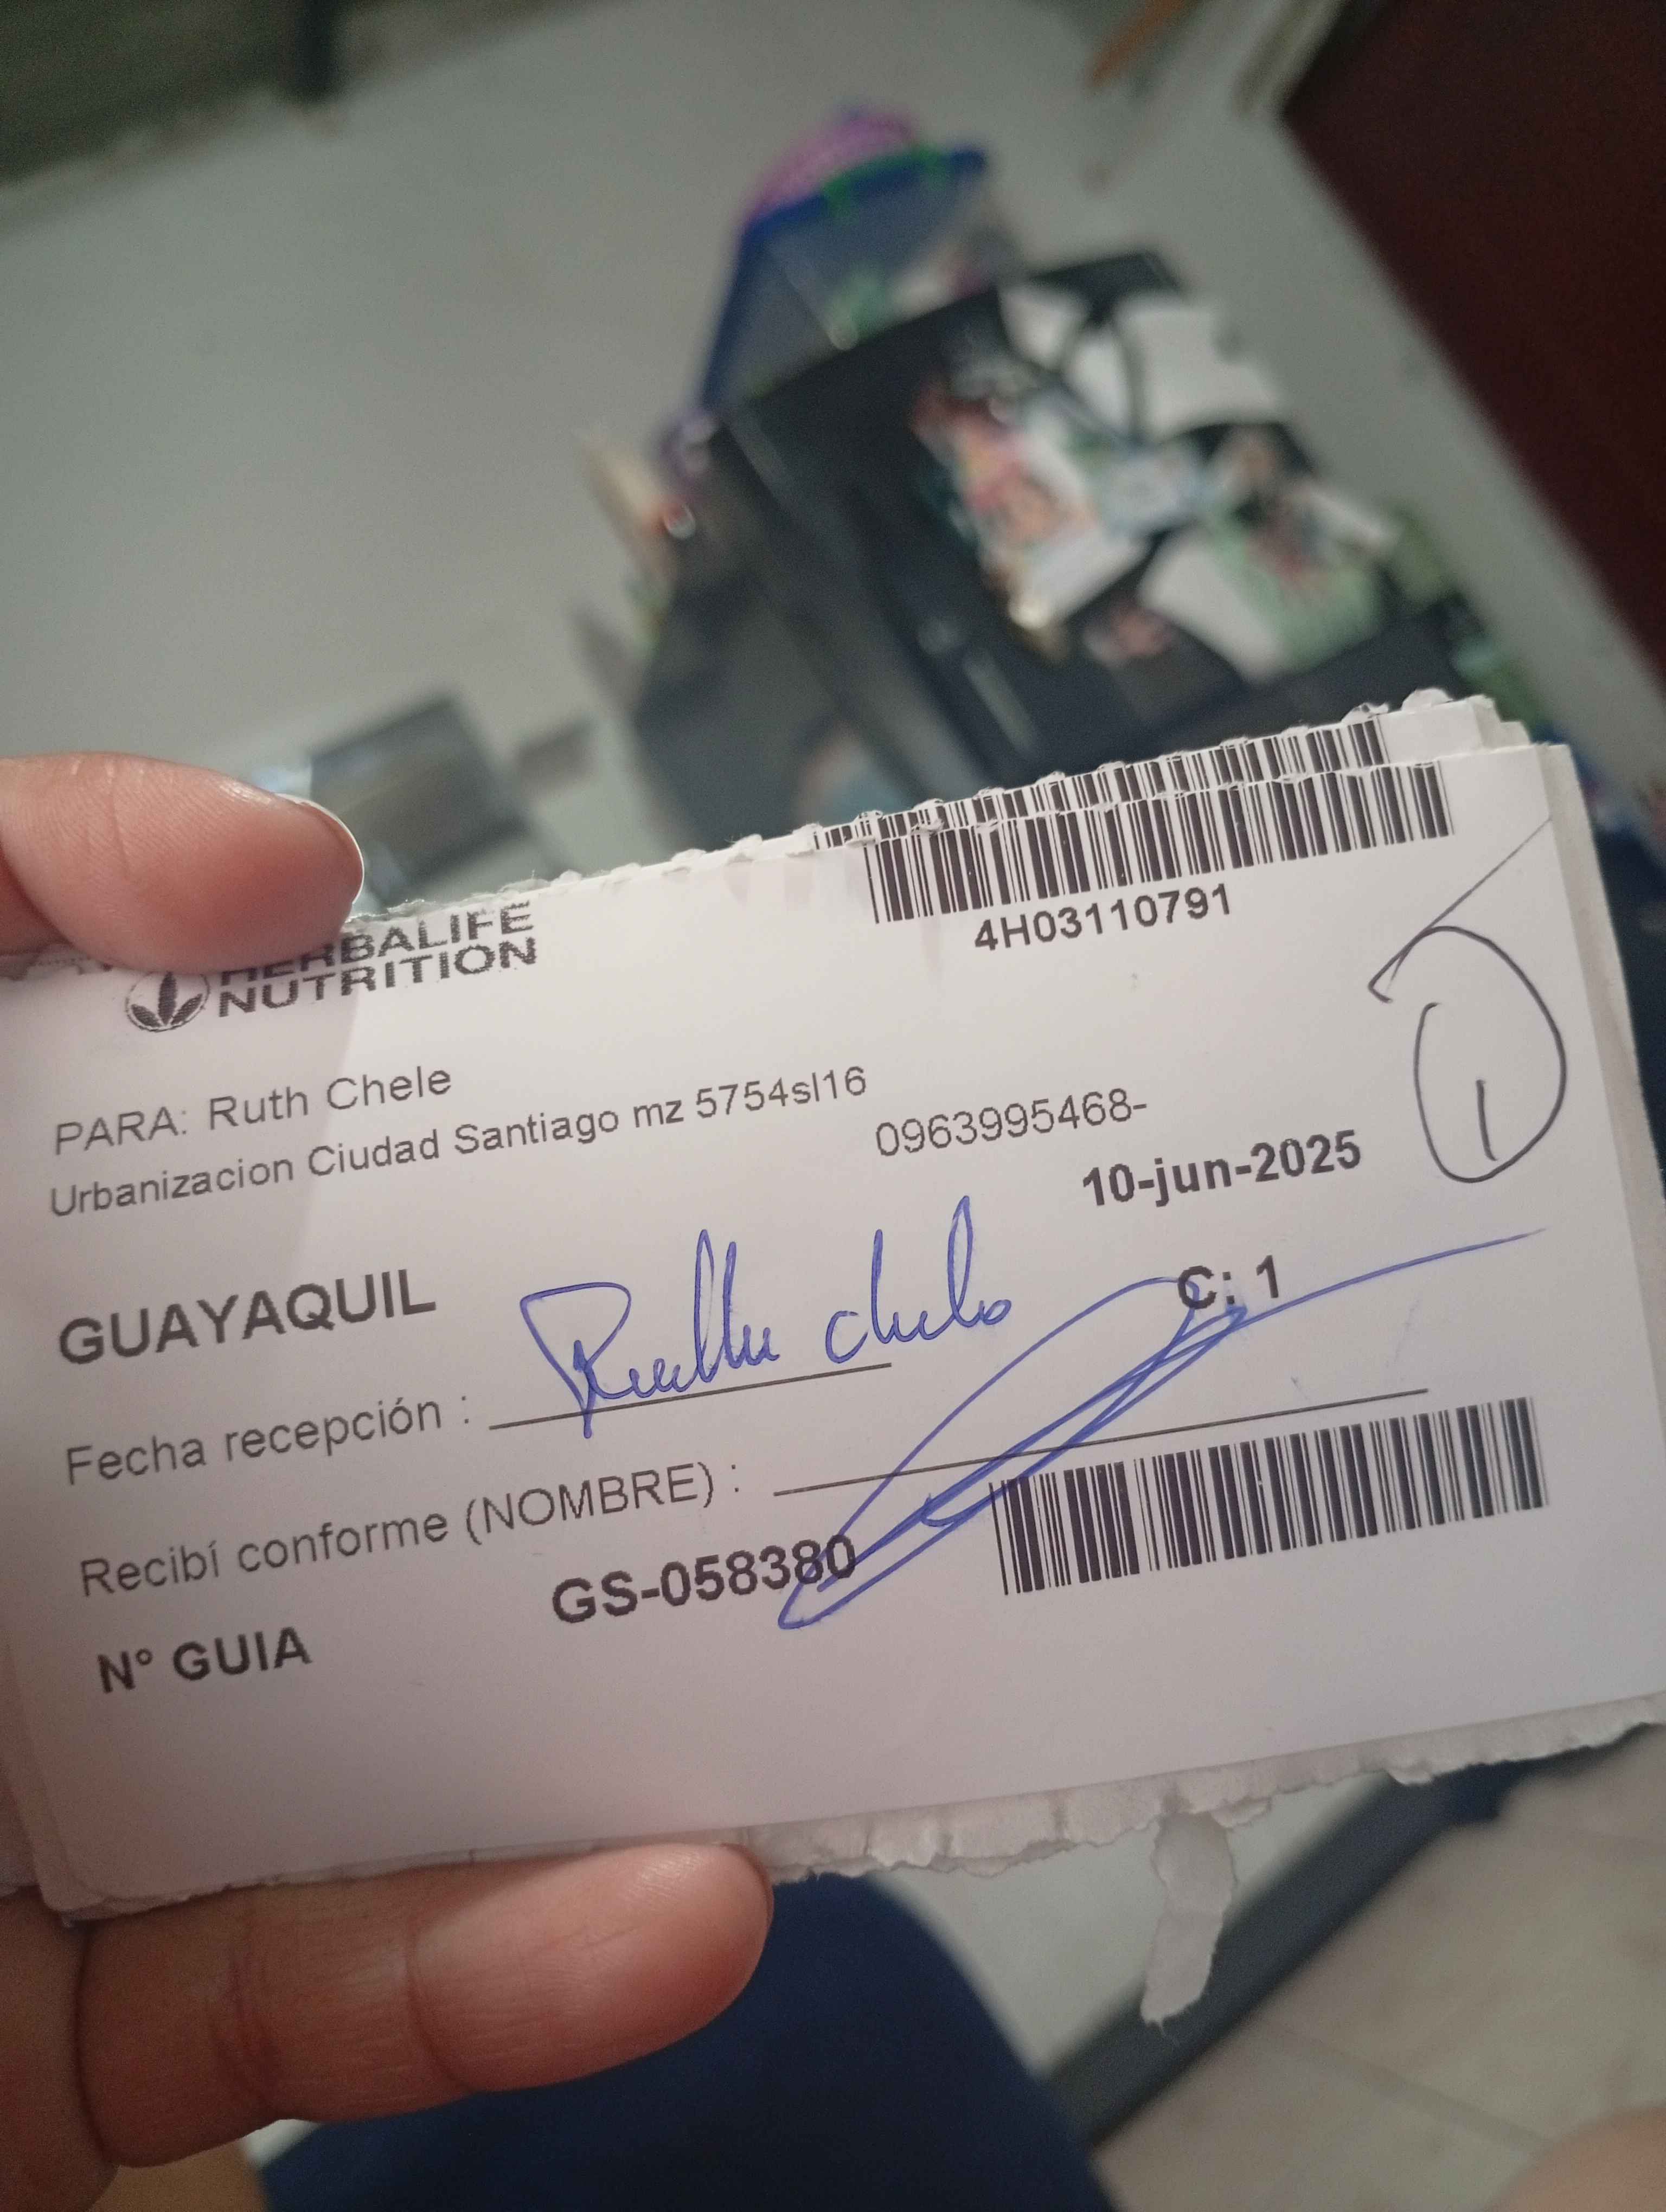 HERBALIFE
NUTRITION
4H03110791
PARA: Ruth Chele
Urbanizacion Ciudad Santiago mz 5754sl16
0963995468-
10-jun-2025
1
GUAYAQUIL
C: 1
Fecha recepción :
Recibí conforme (NOMBRE) :
N° GUIA
GS-058380